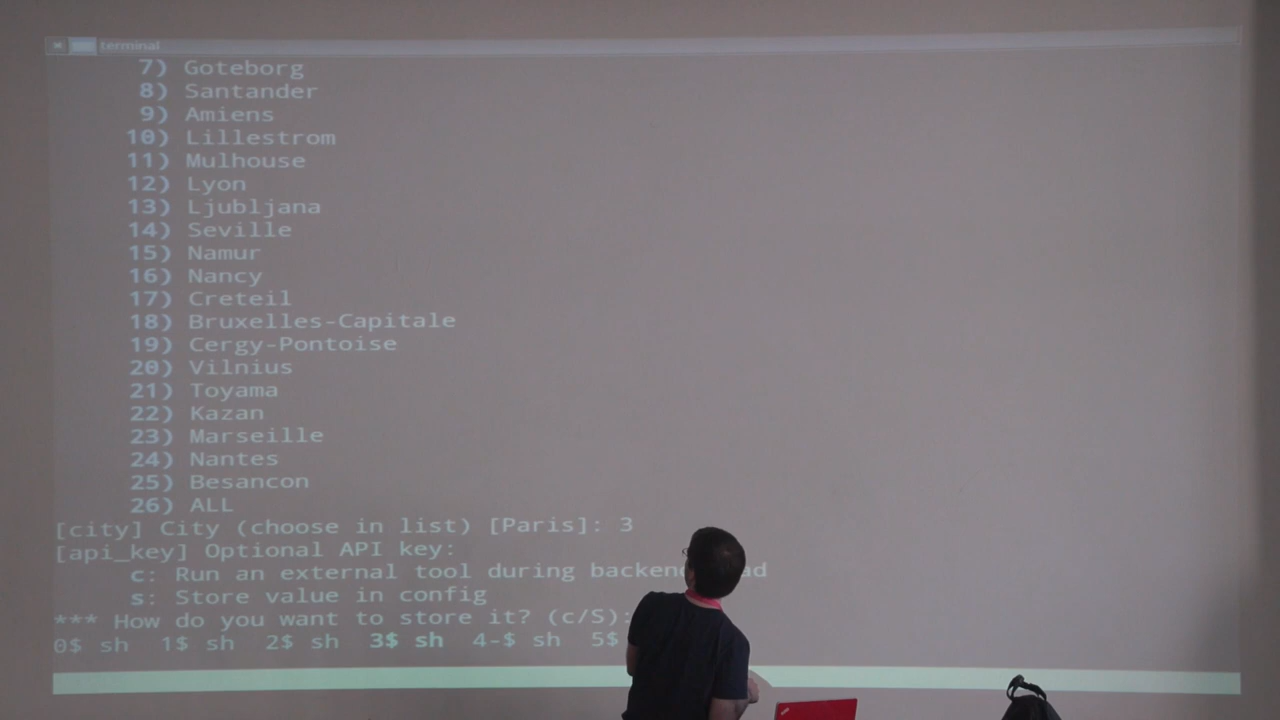 terminal
7) Goteborg
8) Santander
9) Amiens
10) Lillestrom
11) Mulhouse
12) Lyon
13) Ljubljana
14) Seville
15) Namur
16) Nancy
17) Creteil
18) Bruxelles-Capitale
19) Cergy-Pontoise
20) Vilnius
21) Toyama
22) Kazan
23) Marseille
24) Nantes
25) Besancon
26) ALL
[city] City (choose in list) [Paris]: 3
[api_key] Optional API key:
c: Run an external tool during backend
s: Store value in config
*** How do you want to store it? (c/S):
0$ sh 1$ sh 2$ sh 3$ sh 4-$ sh 5$